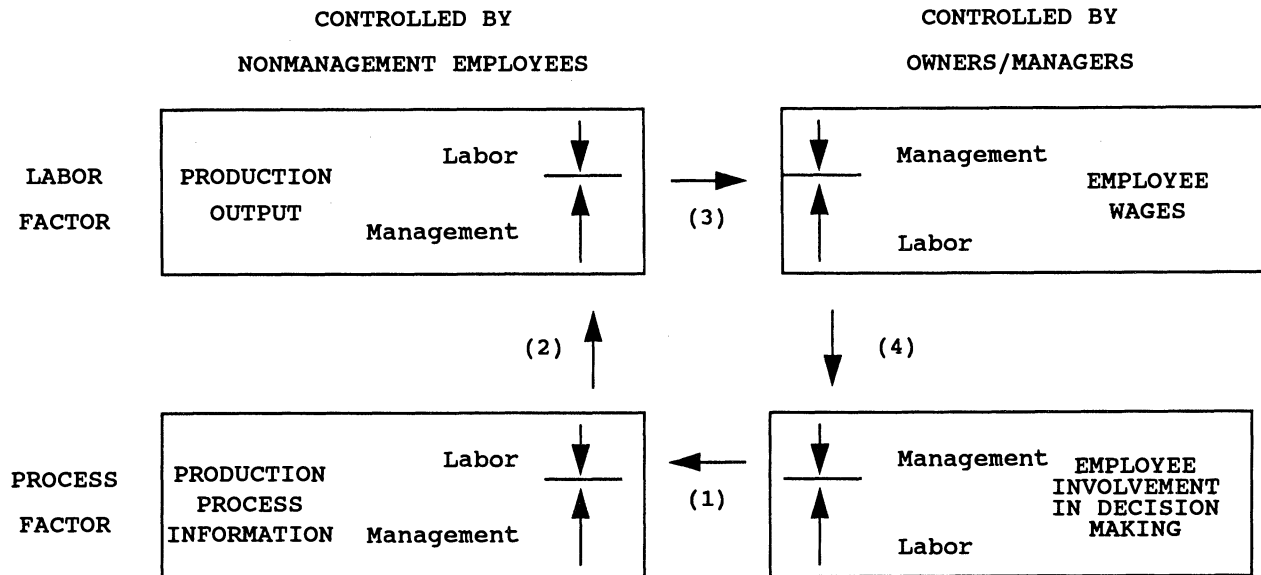 CONTROLLED BY
NONMANAGEMENT EMPLOYEES
CONTROLLED BY
OWNERS/MANAGERS
LABOR
FACTOR
PRODUCTION
OUTPUT
Labor
Management
(3)
Management
Labor
EMPLOYEE
WAGES
(2)
(4)
PROCESS
FACTOR
PRODUCTION
PROCESS
INFORMATION
Labor
Management
(1)
Management
Labor
EMPLOYEE
INVOLVEMENT
IN DECISION
MAKING